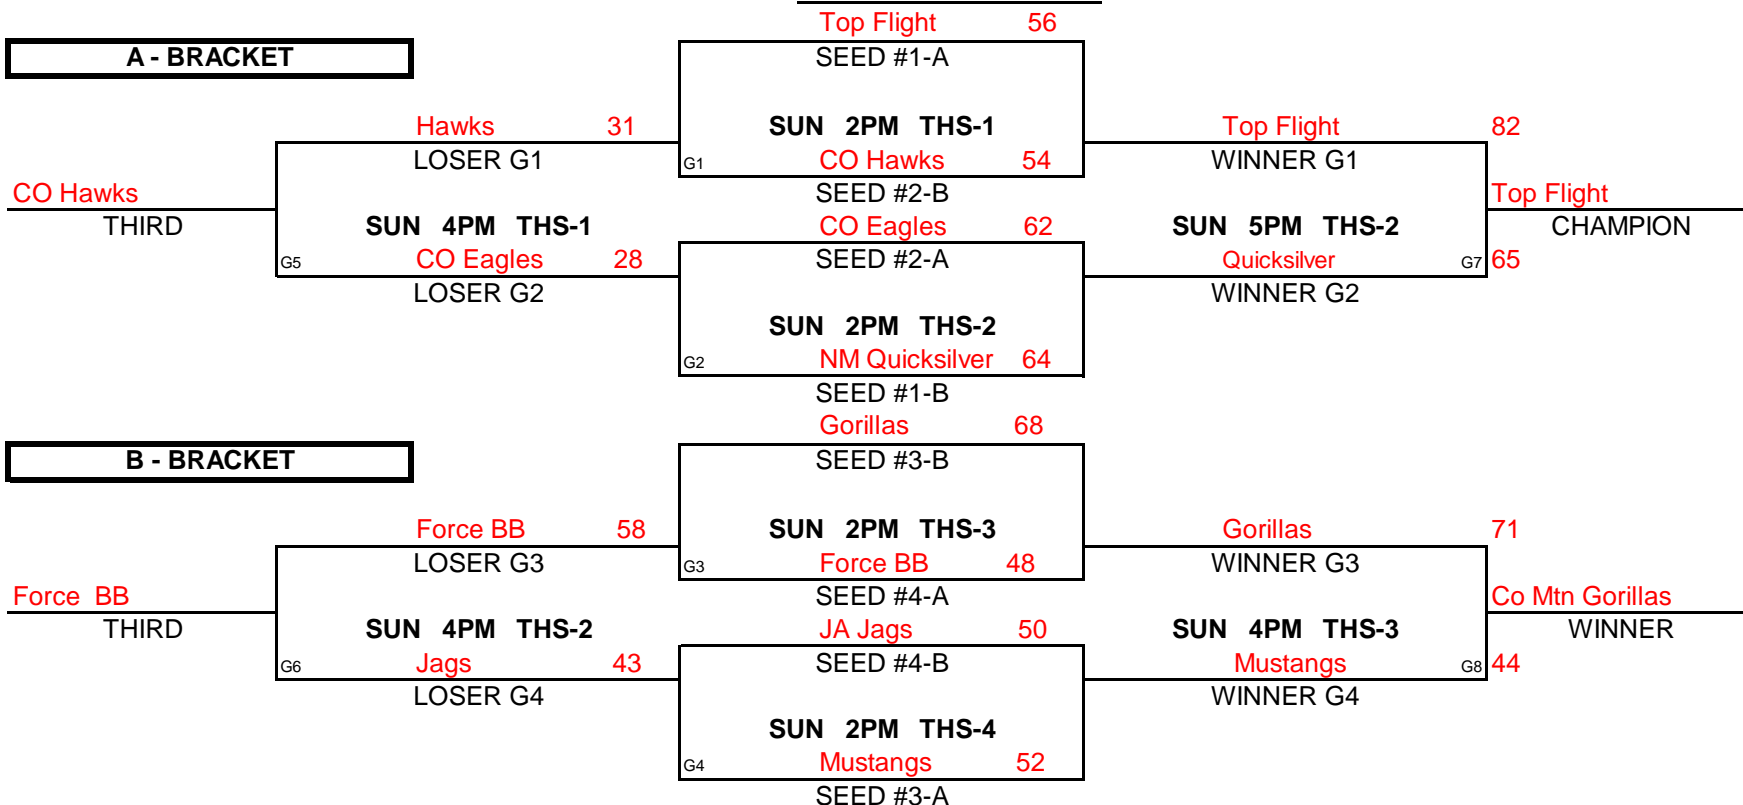 Top Flight 56
A - BRACKET SEED #1-A
Hawks 31 SUN 2PM THS-1 Top Flight 82
LOSER G1 G1 CO Hawks 54 WINNER G1
CO Hawks SEED #2-B Top Flight
THIRD SUN 4PM THS-1 CO Eagles 62 SUN 5PM THS-2 CHAMPION
G5 CO Eagles 28 SEED #2-A Quicksilver G7 65
LOSER G2 WINNER G2
SUN 2PM THS-2
G2 NM Quicksilver 64
SEED #1-B
Gorillas 68
B - BRACKET SEED #3-B
Force BB 58 SUN 2PM THS-3 Gorillas 71
LOSER G3 G3 Force BB 48 WINNER G3
Force BB SEED #4-A Co Mtn Gorillas
THIRD SUN 4PM THS-2 JA Jags 50 SUN 4PM THS-3 WINNER
G6 Jags 43 SEED #4-B Mustangs G8 44
LOSER G4 WINNER G4
SUN 2PM THS-4
G4 Mustangs 52
SEED #3-A